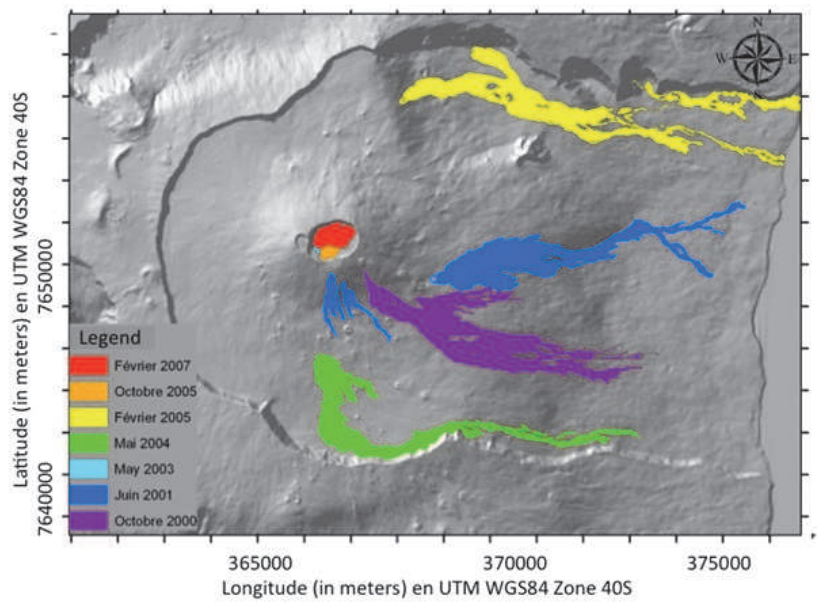 N
W E
S
Latitude (in meters) en UTM WGS84 Zone 40S
7650000
7640000
Legend
Février 2007
Octobre 2005
Février 2005
Mai 2004
May 2003
Juin 2001
Octobre 2000
365000 370000 375000
Longitude (in meters) en UTM WGS84 Zone 40S